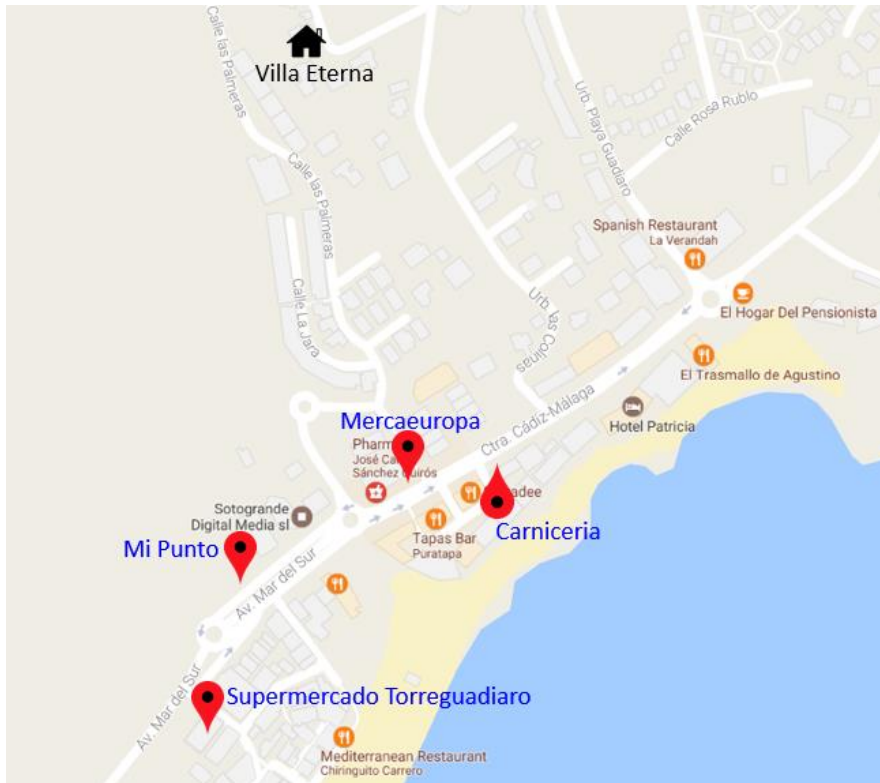 Calle las Palmeras
Villa Eterna
Urb. Playa Guadiaro
Calle Rosa Rublo
Calle las Palmeras
Spanish Restaurant
La Verandah
Calle La Jara
Urb. las Colinas
El Hogar Del Pensionista
El Trasmallo de Agustino
Mercaeuropa
Ctra. Cádiz-Málaga
Hotel Patricia
José
Sánchez
Sotogrande
Digital Media sl
Carniceria
Tapas Bar
Puratapa
Mi Punto
Av. Mar del Sur
Av. Mar del Sur
Supermercado Torreguadiaro
Mediterranean Restaurant
Chiringuito Carrero